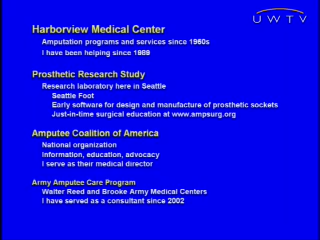 UWTV
Harborview Medical Center
Amputation programs and services since 1960s
I have been helping since 1989
Prosthetic Research Study
Research laboratory here in Seattle
Seattle Foot
Early software for design and manufacture of prosthetic sockets
Just-in-time surgical education at www.ampsurg.org
Amputee Coalition of America
National organization
Information, education, advocacy
I serve as their medical director
Army Amputee Care Program
Walter Reed and Brooke Army Medical Centers
I have served as a consultant since 2002